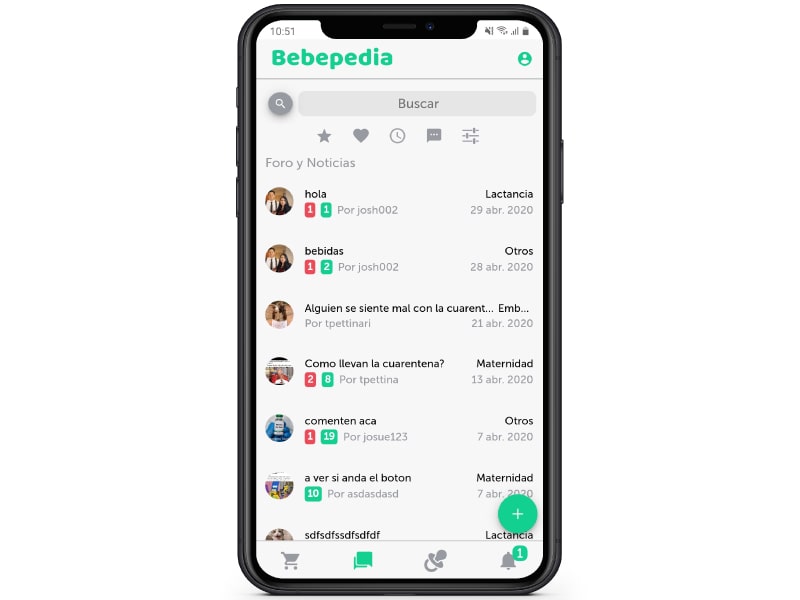 10:51
Bebepedia
Buscar
Foro y Noticias
hola Lactancia
1 1 Por josh002 29 abr. 2020
bebidas Otros
1 2 Por josh002 28 abr. 2020
Alguien se siente mal con la cuarent... Emb...
Por tpettinari 21 abr. 2020
Como llevan la cuarentena? Maternidad
2 8 Por tpettina 13 abr. 2020
comenten aca Otros
1 19 Por josue123 7 abr. 2020
a ver si anda el boton Maternidad
10 Por asdasdasd 7 abr. 2020
+
sdfsdfssdfsdfdf Lactancia
1